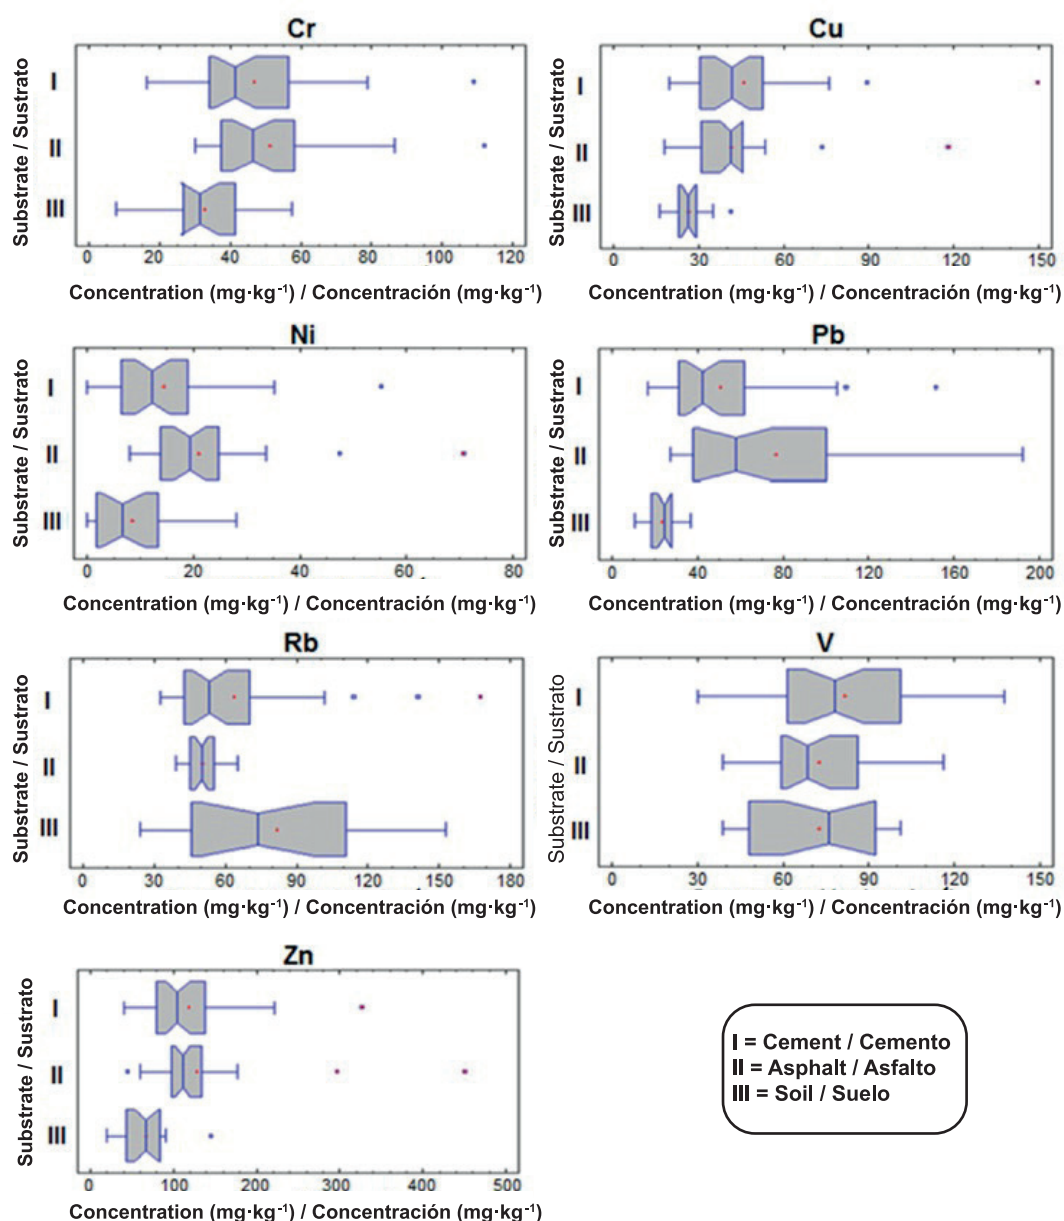 Cr
Substrate / Sustrato
I
II
III
0 20 40 60 80 100 120
Concentration (mg·kg⁻¹) / Concentración (mg·kg⁻¹)
Cu
Substrate / Sustrato
I
II
III
0 30 60 90 120 150
Concentration (mg·kg⁻¹) / Concentración (mg·kg⁻¹)
Ni
Substrate / Sustrato
I
II
III
0 20 40 60 80
Concentration (mg·kg⁻¹) / Concentración (mg·kg⁻¹)
Pb
Substrate / Sustrato
I
II
III
0 40 80 120 160 200
Concentration (mg·kg⁻¹) / Concentración (mg·kg⁻¹)
Rb
Substrate / Sustrato
I
II
III
0 30 60 90 120 150 180
Concentration (mg·kg⁻¹) / Concentración (mg·kg⁻¹)
V
Substrate / Sustrato
I
II
III
0 30 60 90 120 150
Concentration (mg·kg⁻¹) / Concentración (mg·kg⁻¹)
Zn
Substrate / Sustrato
I
II
III
0 100 200 300 400 500
Concentration (mg·kg⁻¹) / Concentración (mg·kg⁻¹)
I = Cement / Cemento
II = Asphalt / Asfalto
III = Soil / Suelo